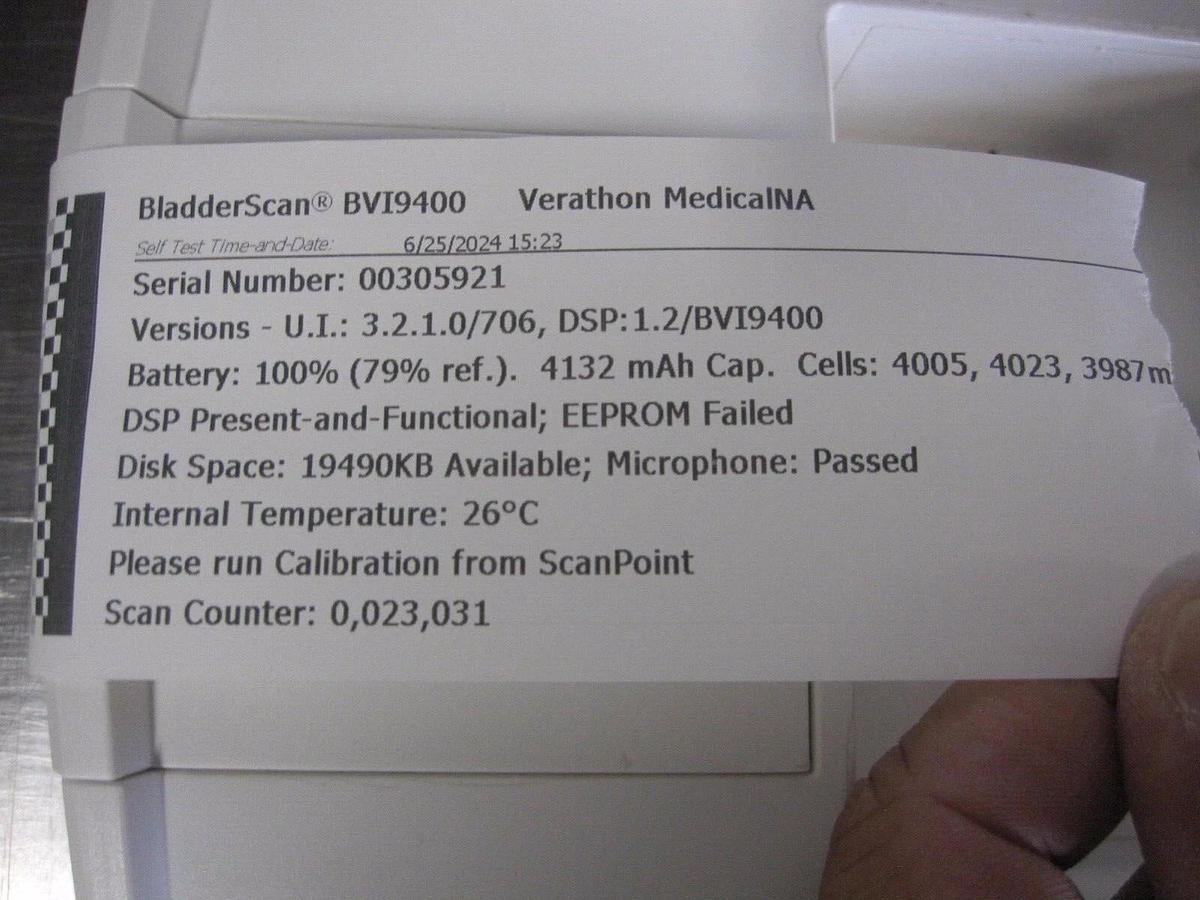 BladderScan® BVI9400 Verathon MedicalNA
Self Test Time-and-Date: 6/25/2024 15:23
Serial Number: 00305921
Versions - U.I.: 3.2.1.0/706, DSP:1.2/BVI9400
Battery: 100% (79% ref.). 4132 mAh Cap. Cells: 4005, 4023, 3987m
DSP Present-and-Functional; EEPROM Failed
Disk Space: 19490KB Available; Microphone: Passed
Internal Temperature: 26°C
Please run Calibration from ScanPoint
Scan Counter: 0,023,031